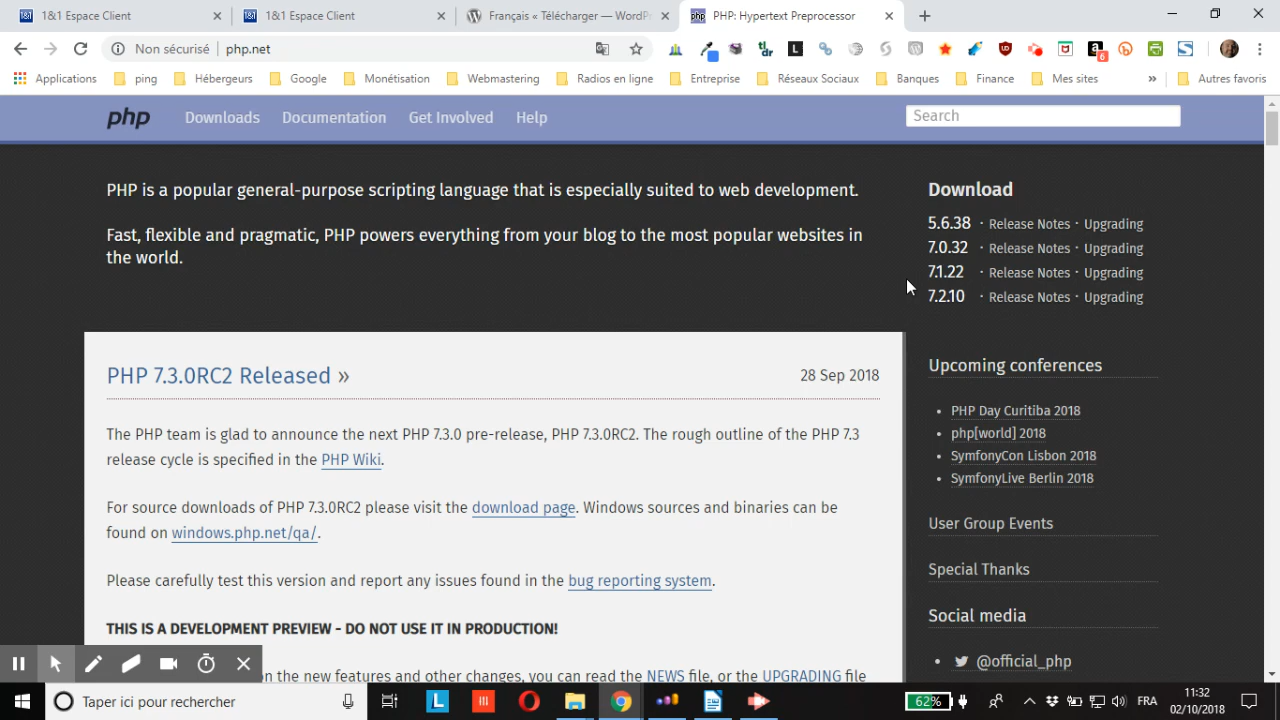 1&1 Espace Client
1&1 Espace Client
Français « Télécharger — WordPr
php PHP: Hypertext Preprocessor
Non sécurisé php.net
tl;dr L 6
Applications ping Hébergeurs Google Monétisation Webmastering Radios en ligne Entreprise Réseaux Sociaux Banques Finance Mes sites » Autres favoris
php Downloads Documentation Get Involved Help Search
PHP is a popular general-purpose scripting language that is especially suited to web development.
Fast, flexible and pragmatic, PHP powers everything from your blog to the most popular websites in
the world.
Download
5.6.38 · Release Notes · Upgrading
7.0.32 · Release Notes · Upgrading
7.1.22 · Release Notes · Upgrading
7.2.10 · Release Notes · Upgrading
PHP 7.3.0RC2 Released » 28 Sep 2018
The PHP team is glad to announce the next PHP 7.3.0 pre-release, PHP 7.3.0RC2. The rough outline of the PHP 7.3
release cycle is specified in the PHP Wiki.
For source downloads of PHP 7.3.0RC2 please visit the download page. Windows sources and binaries can be
found on windows.php.net/qa/.
Please carefully test this version and report any issues found in the bug reporting system.
THIS IS A DEVELOPMENT PREVIEW - DO NOT USE IT IN PRODUCTION!
on the new features and other changes, you can read the NEWS file, or the UPGRADING file
Upcoming conferences
• PHP Day Curitiba 2018
• php[world] 2018
• SymfonyCon Lisbon 2018
• SymfonyLive Berlin 2018
User Group Events
Special Thanks
Social media
• @official_php
Taper ici pour rechercher
L
62%
FRA
11:32
02/10/2018